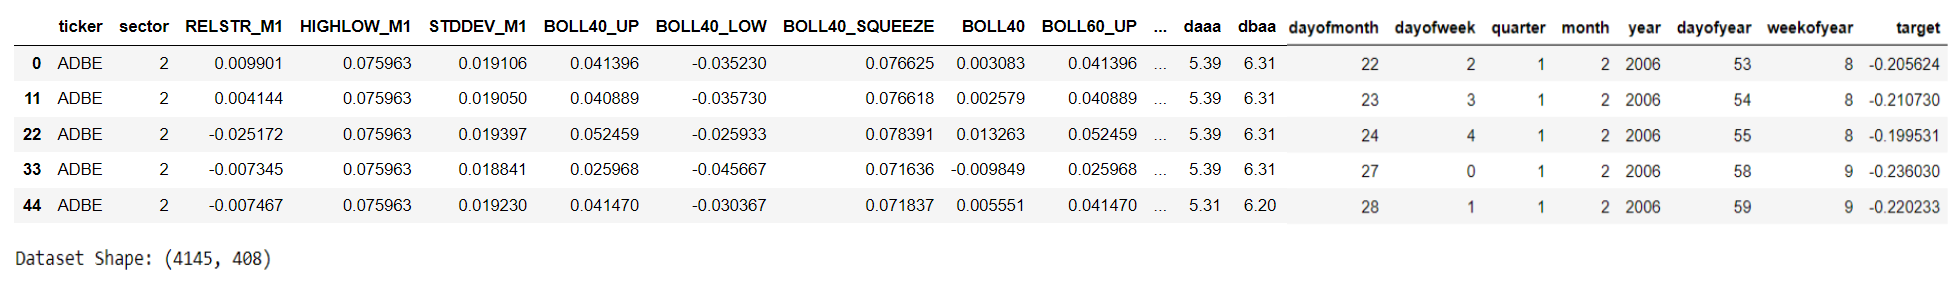 ticker sector RELSTR_M1 HIGHLOW_M1 STDDEV_M1 BOLL40_UP BOLL40_LOW BOLL40_SQUEEZE BOLL40 BOLL60_UP ... daaa dbaa dayofmonth dayofweek quarter month year dayofyear weekofyear target
0 ADBE 2 0.009901 0.075963 0.019106 0.041396 -0.035230 0.076625 0.003083 0.041396 ... 5.39 6.31 22 2 1 2 2006 53 8 -0.205624
11 ADBE 2 0.004144 0.075963 0.019050 0.040889 -0.035730 0.076618 0.002579 0.040889 ... 5.39 6.31 23 3 1 2 2006 54 8 -0.210730
22 ADBE 2 -0.025172 0.075963 0.019397 0.052459 -0.025933 0.078391 0.013263 0.052459 ... 5.39 6.31 24 4 1 2 2006 55 8 -0.199531
33 ADBE 2 -0.007345 0.075963 0.018841 0.025968 -0.045667 0.071636 -0.009849 0.025968 ... 5.39 6.31 27 0 1 2 2006 58 9 -0.236030
44 ADBE 2 -0.007467 0.075963 0.019230 0.041470 -0.030367 0.071837 0.005551 0.041470 ... 5.31 6.20 28 1 1 2 2006 59 9 -0.220233
Dataset Shape: (4145, 408)